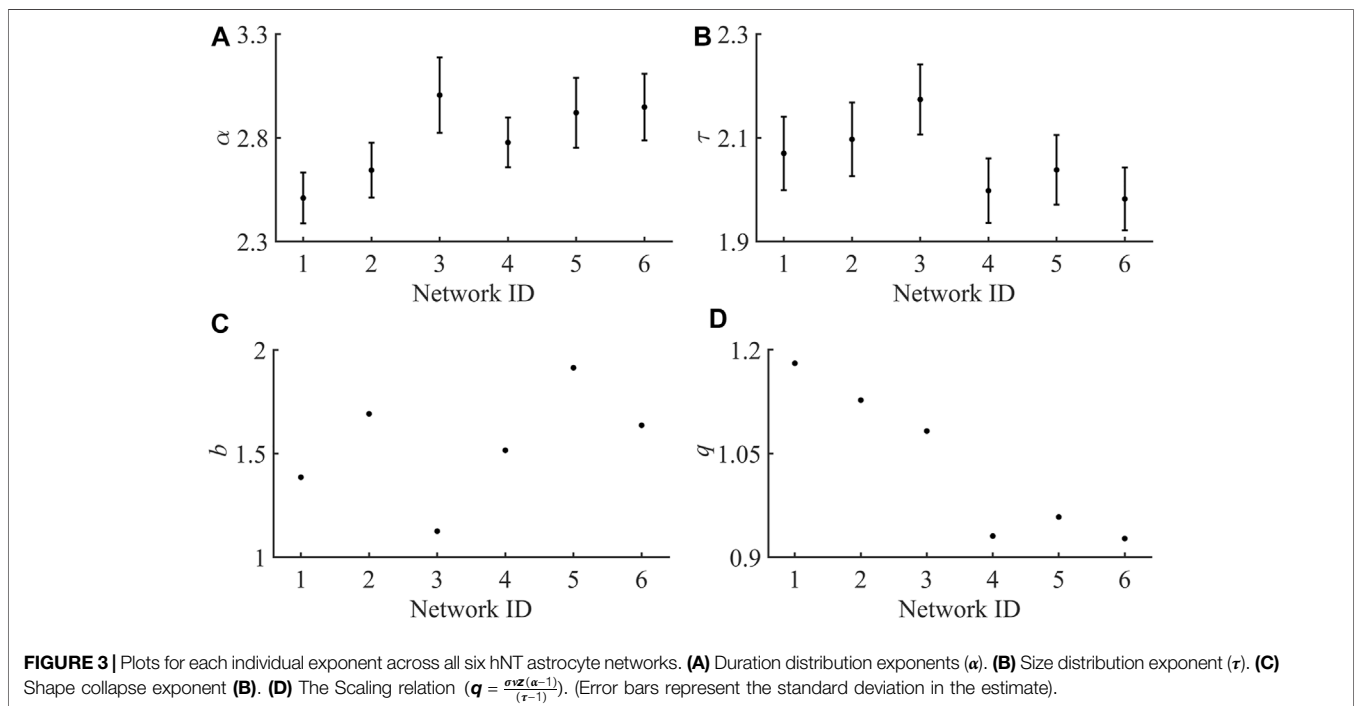 A
3.3
2.8
2.3
α
1 2 3 4 5 6
Network ID
B
2.3
2.1
1.9
τ
1 2 3 4 5 6
Network ID
C
2
1.5
1
b
1 2 3 4 5 6
Network ID
D
1.2
1.05
0.9
q
1 2 3 4 5 6
Network ID
FIGURE 3 | Plots for each individual exponent across all six hNT astrocyte networks. (A) Duration distribution exponents (α). (B) Size distribution exponent (τ). (C)
Shape collapse exponent (B). (D) The Scaling relation (q = σνz(α−1)/(τ−1)). (Error bars represent the standard deviation in the estimate).